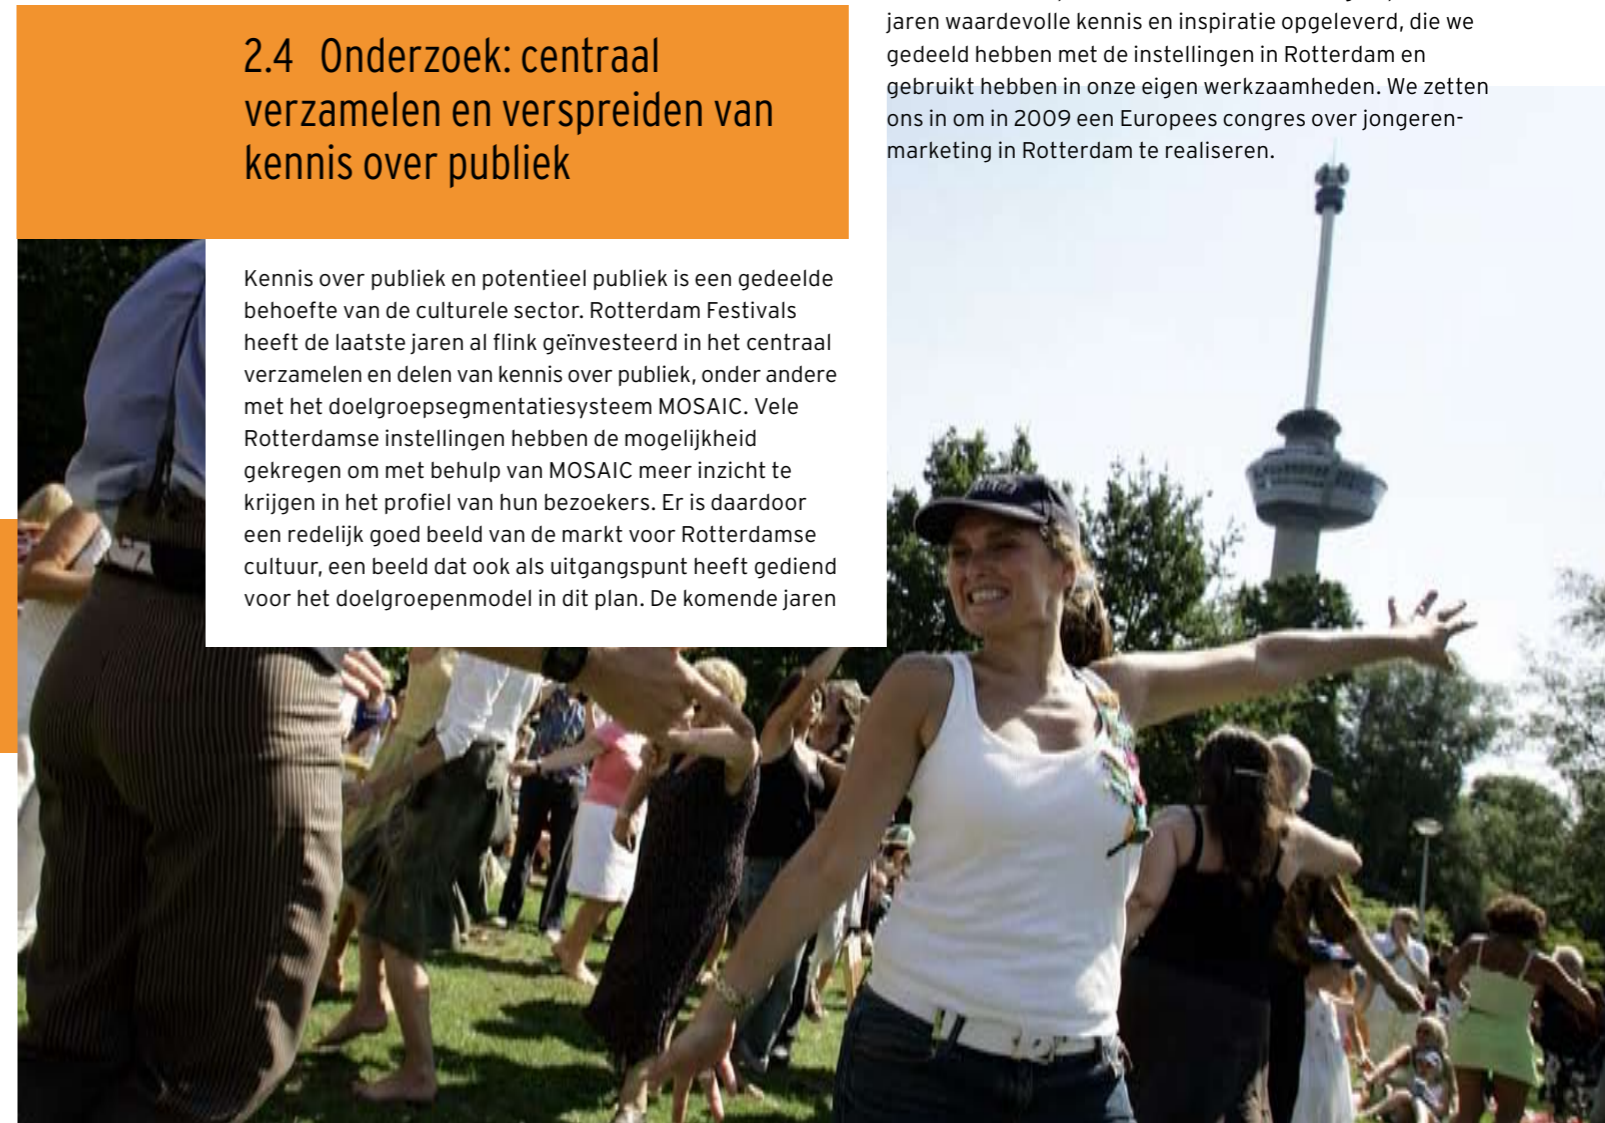 2.4 Onderzoek: centraal
verzamelen en verspreiden van
kennis over publiek
Kennis over publiek en potentieel publiek is een gedeelde
behoefte van de culturele sector. Rotterdam Festivals
heeft de laatste jaren al flink geïnvesteerd in het centraal
verzamelen en delen van kennis over publiek, onder andere
met het doelgroepsegmentatiesysteem MOSAIC. Vele
Rotterdamse instellingen hebben de mogelijkheid
gekregen om met behulp van MOSAIC meer inzicht te
krijgen in het profiel van hun bezoekers. Er is daardoor
een redelijk goed beeld van de markt voor Rotterdamse
cultuur, een beeld dat ook als uitgangspunt heeft gediend
voor het doelgroepenmodel in dit plan. De komende jaren
jaren waardevolle kennis en inspiratie opgeleverd, die we
gedeeld hebben met de instellingen in Rotterdam en
gebruikt hebben in onze eigen werkzaamheden. We zetten
ons in om in 2009 een Europees congres over jongeren-
marketing in Rotterdam te realiseren.